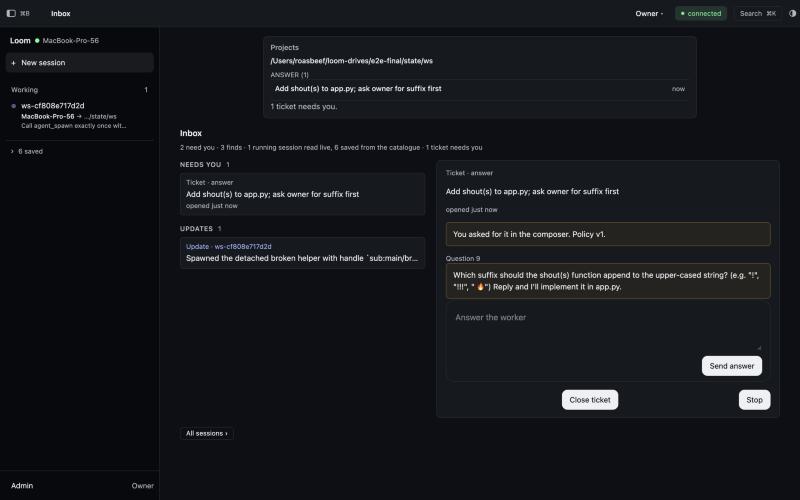 ⌘B
Inbox
Owner
connected
Search ⌘K
Loom MacBook-Pro-56
+ New session
Working 1
ws-cf808e717d2d
MacBook-Pro-56 → .../state/ws
Call agent_spawn exactly once wit...
› 6 saved
Projects
/Users/roasbeef/loom-drives/e2e-final/state/ws
ANSWER (1)
Add shout(s) to app.py; ask owner for suffix first now
1 ticket needs you.
Inbox
2 need you · 3 finds · 1 running session read live, 6 saved from the catalogue · 1 ticket needs you
NEEDS YOU 1
Ticket · answer
Add shout(s) to app.py; ask owner for suffix first
opened just now
UPDATES 1
Update · ws-cf808e717d2d
Spawned the detached broken helper with handle `sub:main/br...
All sessions ›
Ticket · answer
Add shout(s) to app.py; ask owner for suffix first
opened just now
You asked for it in the composer. Policy v1.
Question 9
Which suffix should the shout(s) function append to the upper-cased string? (e.g. "!",
"!!!", " 🔥") Reply and I'll implement it in app.py.
Answer the worker
Send answer
Close ticket
Stop
Admin Owner